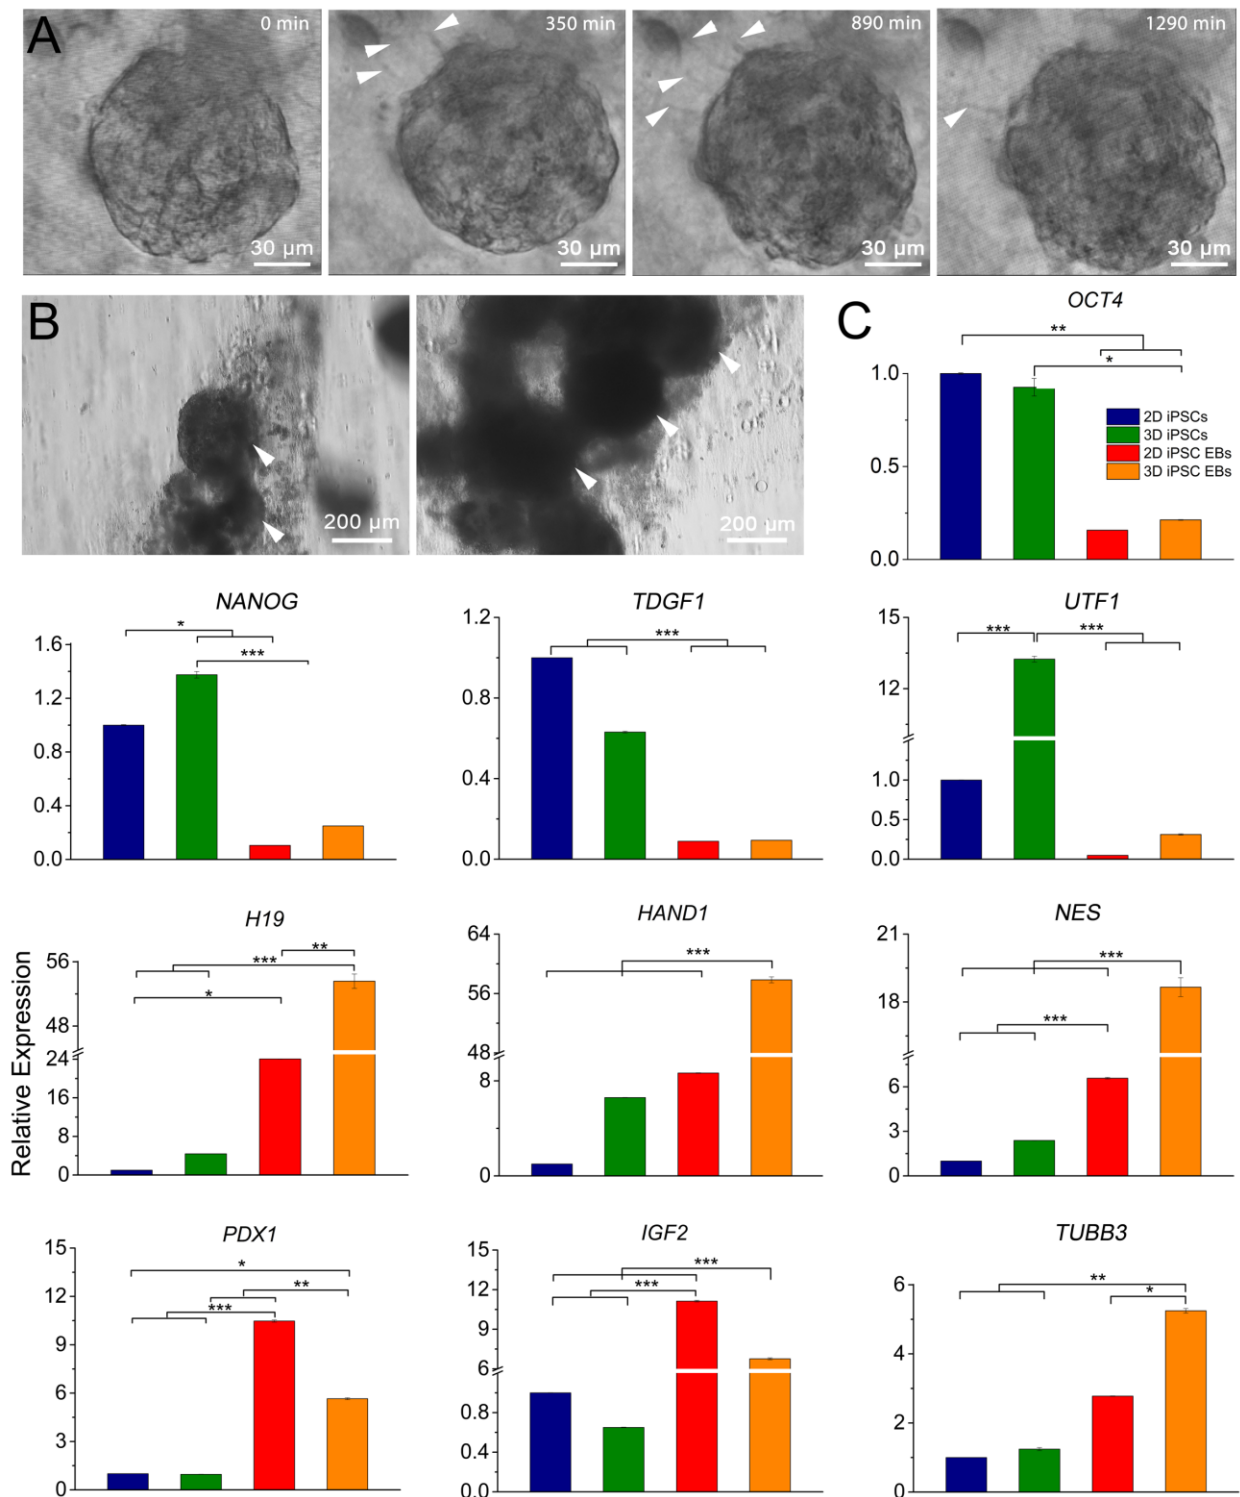 A
0 min
350 min
890 min
1290 min
30 µm
30 µm
30 µm
30 µm
B
200 µm
200 µm
C
OCT4
**
*
1.0
0.5
0.0
2D iPSCs
3D iPSCs
2D iPSC EBs
3D iPSC EBs
NANOG
*
***
1.6
1.2
0.8
0.4
0.0
TDGF1
***
1.2
0.8
0.4
0.0
UTF1
***
***
15
12
1.0
0.5
0.0
Relative Expression
H19
**
***
*
56
48
24
16
8
0
HAND1
***
64
56
48
8
0
NES
***
***
21
18
6
3
0
PDX1
*
**
***
15
12
9
6
3
0
IGF2
***
***
15
12
9
6
0.8
0.4
0.0
TUBB3
**
*
6
4
2
0